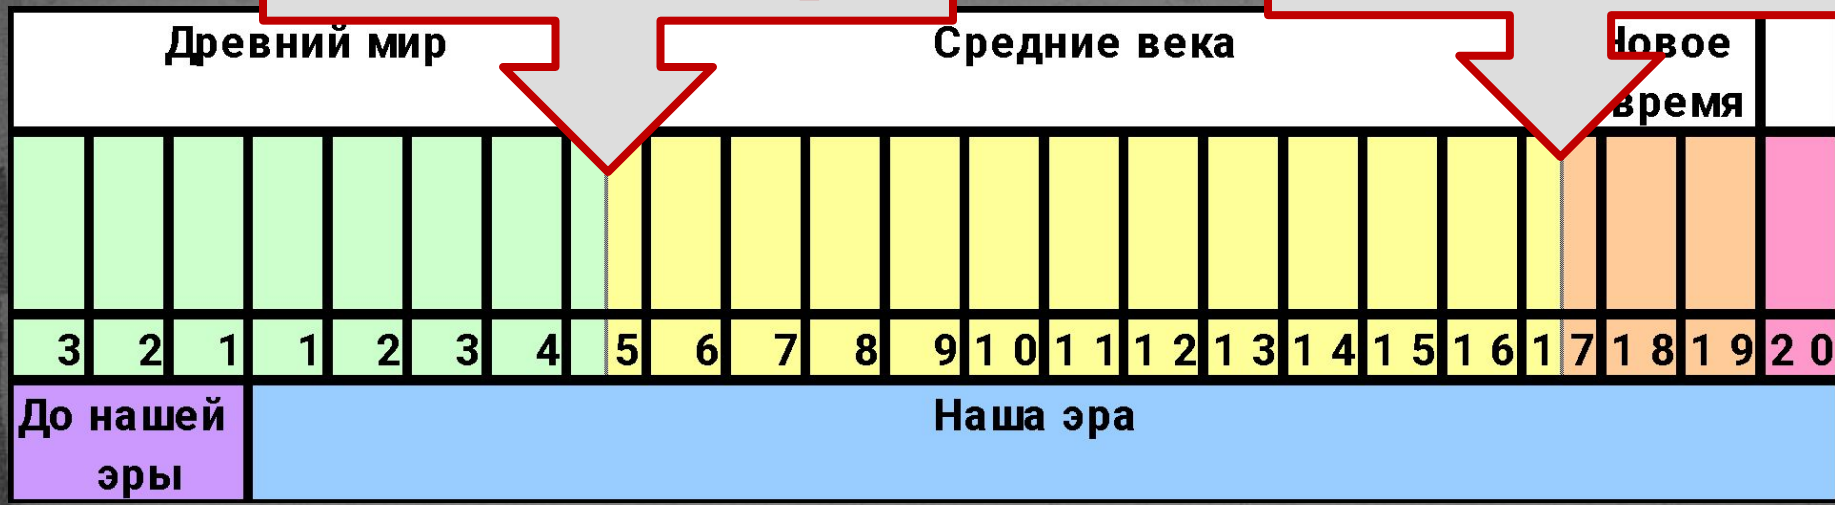 Древний мир
Средние века
Новое
время
3 2 1 1 2 3 4 5 6 7 8 9 10 11 12 13 14 15 16 17 18 19 20
До нашей
эры
Наша эра